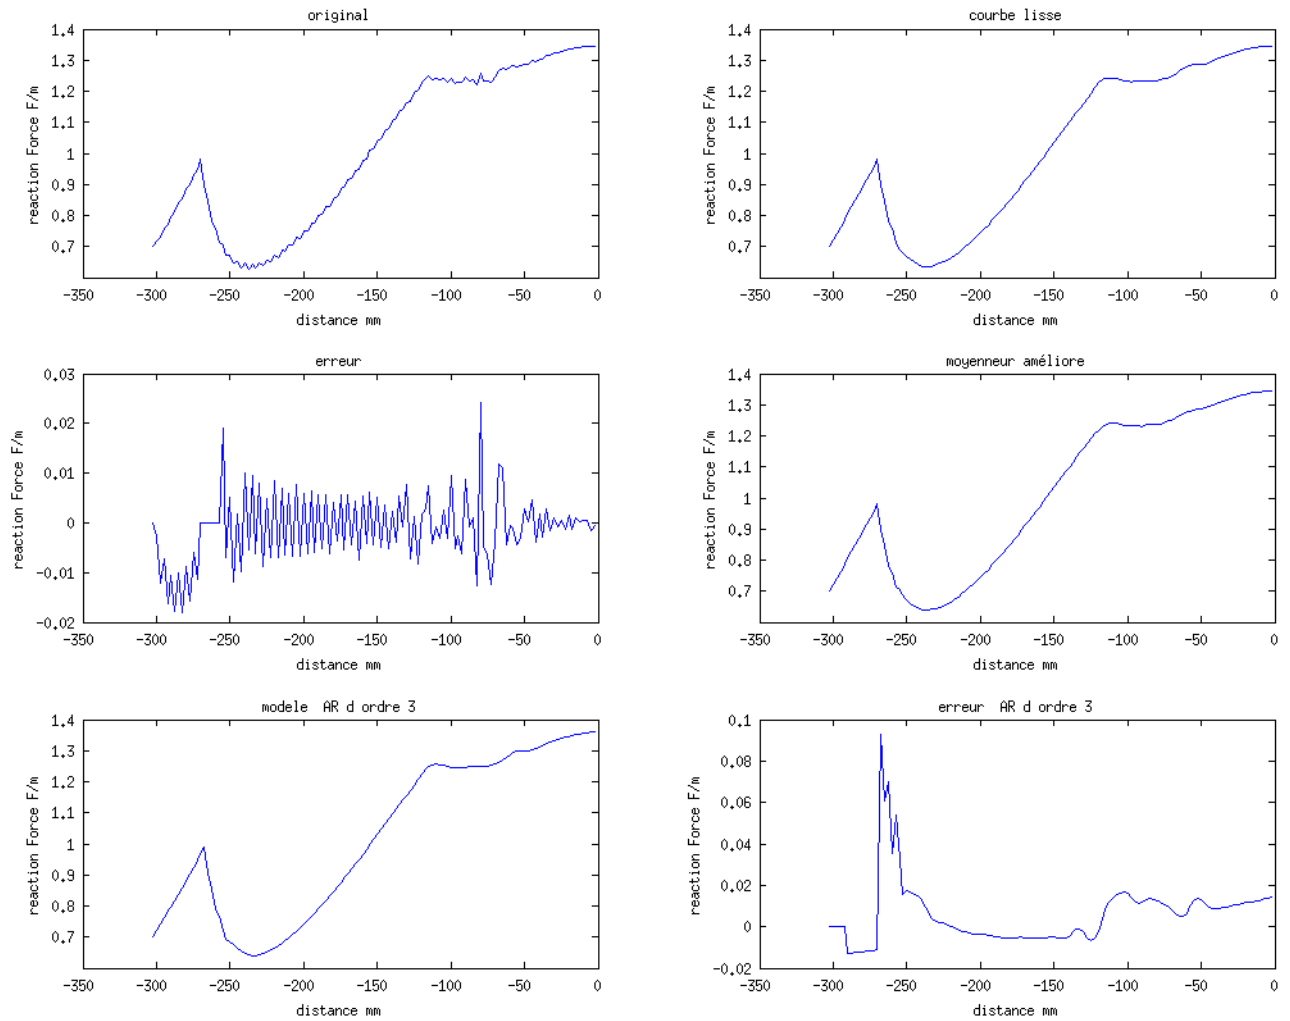 original
1.4
1.3
1.2
1.1
1
0.9
0.8
0.7
reaction Force F/m
-350 -300 -250 -200 -150 -100 -50 0
distance mm
courbe lisse
1.4
1.3
1.2
1.1
1
0.9
0.8
0.7
reaction Force F/m
-350 -300 -250 -200 -150 -100 -50 0
distance mm
erreur
0.03
0.02
0.01
0
-0.01
-0.02
reaction Force F/m
-350 -300 -250 -200 -150 -100 -50 0
distance mm
moyenneur améliore
1.4
1.3
1.2
1.1
1
0.9
0.8
0.7
reaction Force F/m
-350 -300 -250 -200 -150 -100 -50 0
distance mm
modele AR d ordre 3
1.4
1.3
1.2
1.1
1
0.9
0.8
0.7
reaction Force F/m
-350 -300 -250 -200 -150 -100 -50 0
distance mm
erreur AR d ordre 3
0.1
0.08
0.06
0.04
0.02
0
-0.02
reaction Force F/m
-350 -300 -250 -200 -150 -100 -50 0
distance mm